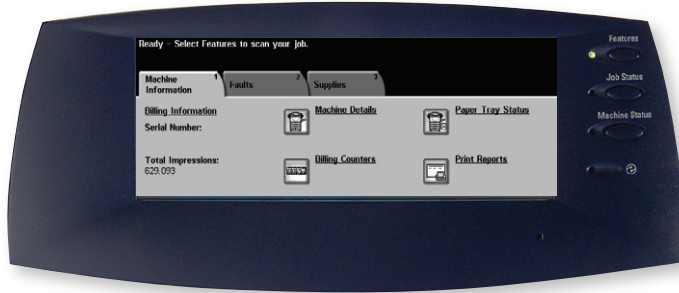 Ready - Select Features to scan your job.
Machine Information 1
Faults 2
Supplies 3
Billing Information
Serial Number:
Machine Details
Paper Tray Status
Total Impressions:
629.093
Billing Counters
Print Reports
Features
Job Status
Machine Status